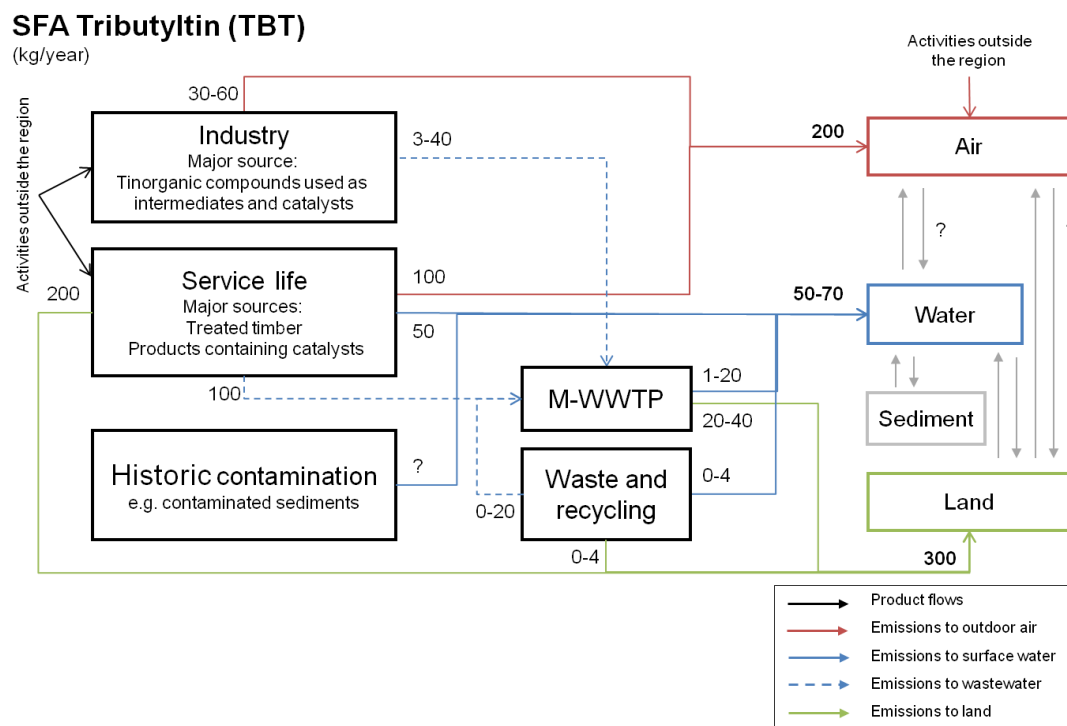 SFA Tributyltin (TBT)
(kg/year)
Activities outside
the region
Activities outside the region
30-60
Industry
Major source:
Tinorganic compounds used as
intermediates and catalysts
3-40
200
Air
?
Service life
Major sources:
Treated timber
Products containing catalysts
200
100
50
100
50-70
Water
M-WWTP
1-20
20-40
Sediment
Historic contamination
e.g. contaminated sediments
?
Waste and
recycling
0-20
0-4
0-4
Land
300
Product flows
Emissions to outdoor air
Emissions to surface water
Emissions to wastewater
Emissions to land